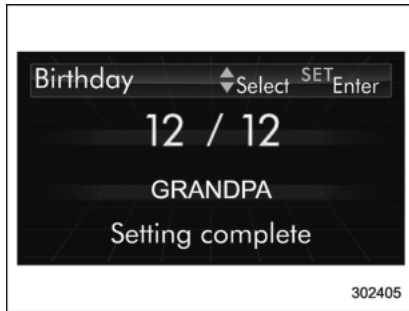 Birthday Select SET Enter
12 / 12
GRANDPA
Setting complete
302405